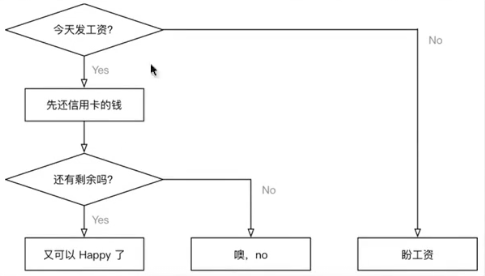 今天发工资?
No
Yes
先还信用卡的钱
还有剩余吗?
No
Yes
又可以 Happy 了
噢，no
盼工资